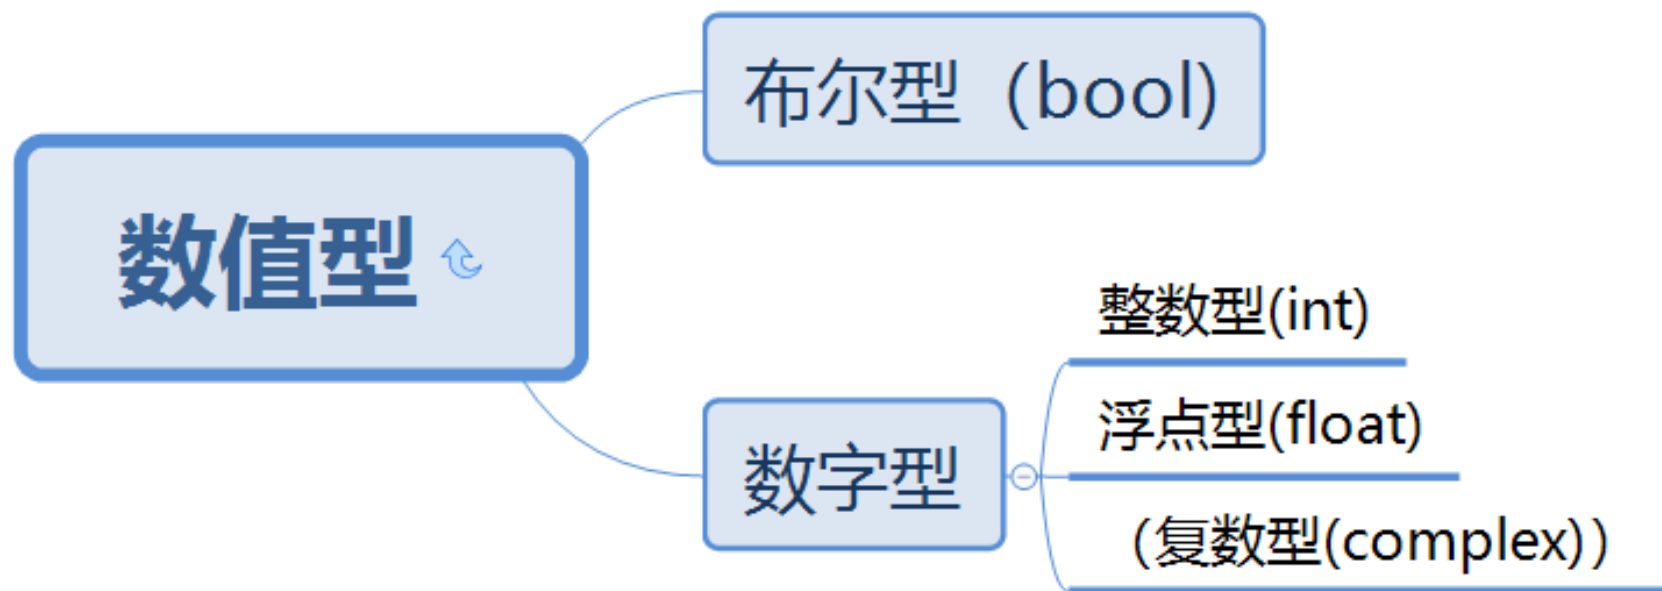 布尔型（bool)
数值型
整数型(int)
浮点型(float)
数字型
（复数型(complex)）